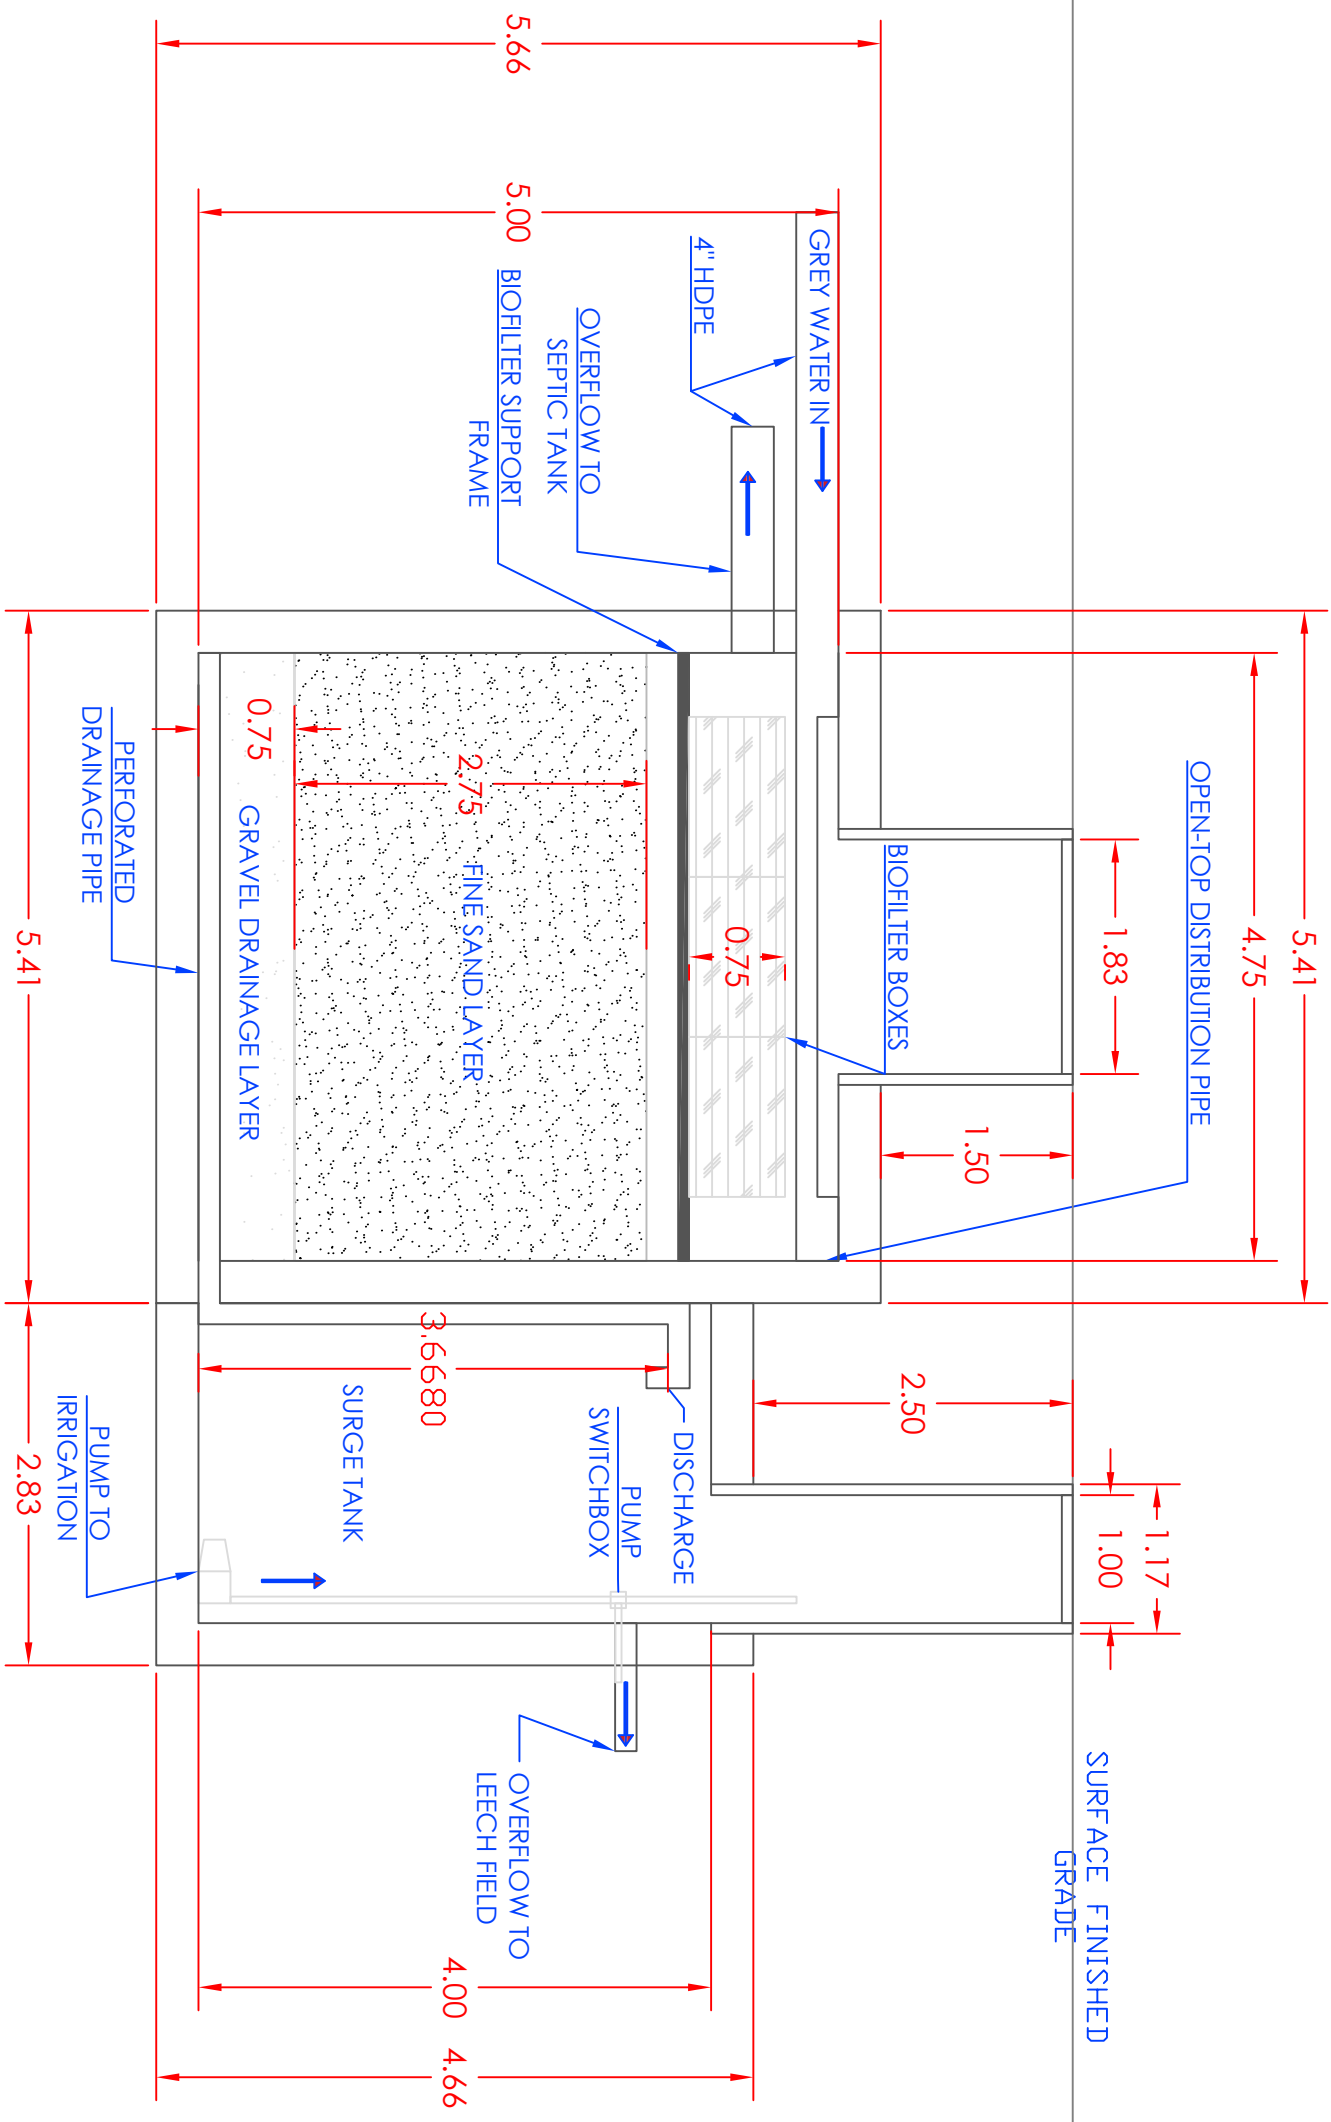 5.41
4.75
1.83
OPEN-TOP DISTRIBUTION PIPE
1.50
1.17
1.00
SURFACE FINISHED
GRADE
2.50
5.66
5.00
GREY WATER IN
4" HDPE
OVERFLOW TO
SEPTIC TANK
BIOFILTER SUPPORT
FRAME
BIOFILTER BOXES
0.75
2.75
FINE SAND LAYER
0.75
GRAVEL DRAINAGE LAYER
PERFORATED
DRAINAGE PIPE
5.41
3.6680
DISCHARGE
PUMP
SWITCHBOX
SURGE TANK
PUMP TO
IRRIGATION
2.83
OVERFLOW TO
LEECH FIELD
4.00
4.66